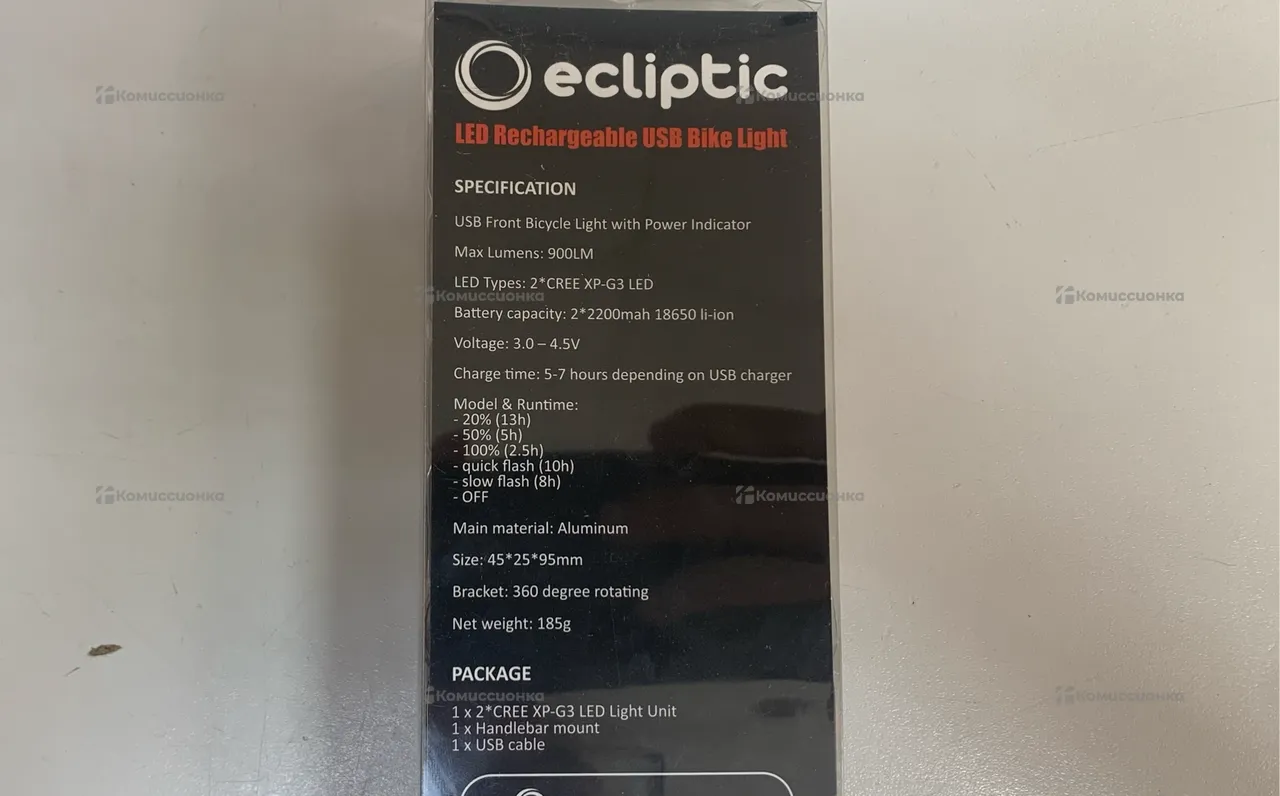 ecliptic
LED Rechargeable USB Bike Light
SPECIFICATION
USB Front Bicycle Light with Power Indicator
Max Lumens: 900LM
LED Types: 2*CREE XP-G3 LED
Battery capacity: 2*2200mah 18650 li-ion
Voltage: 3.0 – 4.5V
Charge time: 5-7 hours depending on USB charger
Model & Runtime:
- 20% (13h)
- 50% (5h)
- 100% (2.5h)
- quick flash (10h)
- slow flash (8h)
- OFF
Main material: Aluminum
Size: 45*25*95mm
Bracket: 360 degree rotating
Net weight: 185g
PACKAGE
1 x 2*CREE XP-G3 LED Light Unit
1 x Handlebar mount
1 x USB cable
Комиссионка
Комиссионка
Комиссионка
Комиссионка
Комиссионка
Комиссионка
Комиссионка
Комиссионка